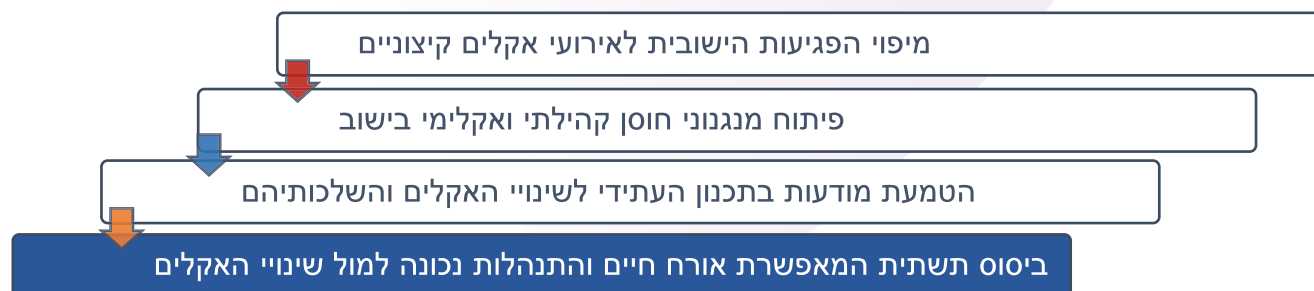 מיפוי הפגיעות הישובית לאירועי אקלים קיצוניים
פיתוח מנגנוני חוסן קהילתי ואקלימי בישוב
הטמעת מודעות בתכנון העתידי לשינויי האקלים והשלכותיהם
ביסוס תשתית המאפשרת אורח חיים והתנהלות נכונה למול שינויי האקלים